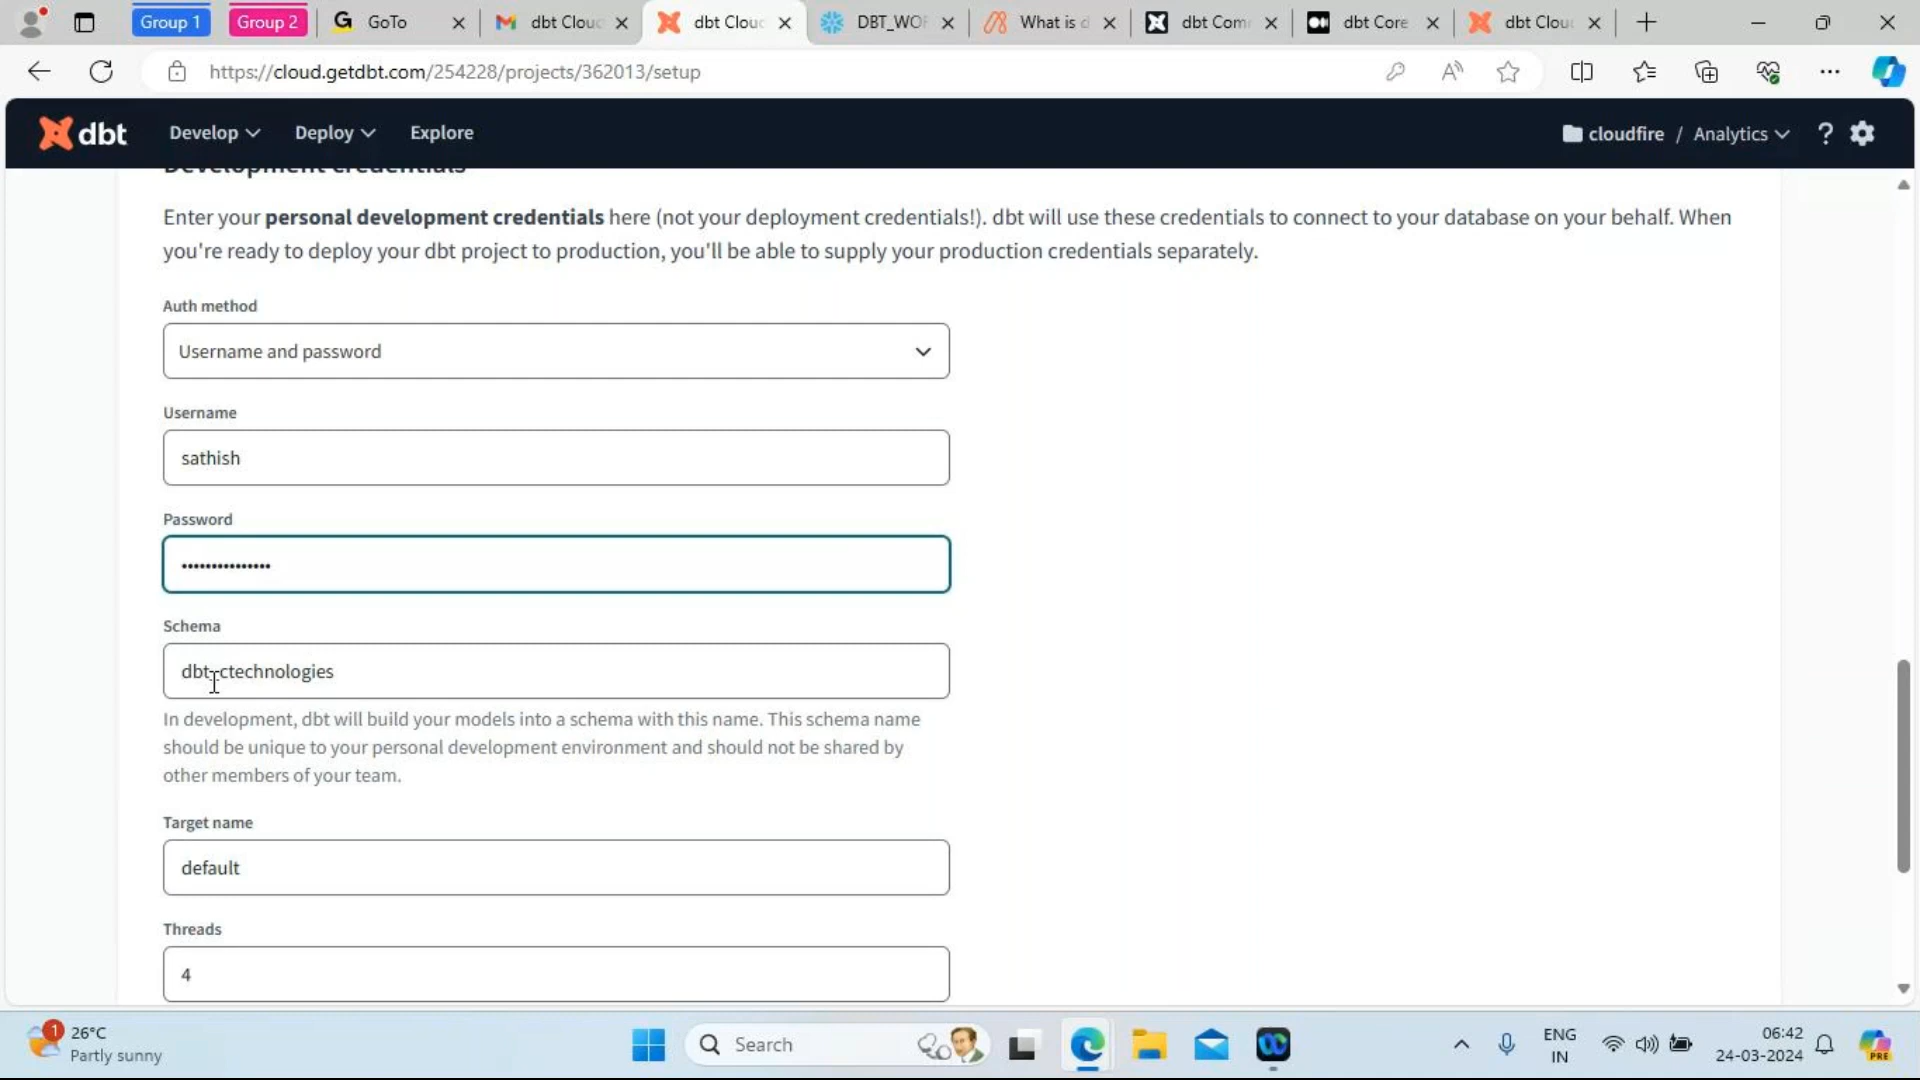 Group 1
Group 2
GoTo
dbt Clou
dbt Clou
DBT_WOF
What is d
dbt Com
dbt Core
dbt Clou
https://cloud.getdbt.com/254228/projects/362013/setup
dbt
Develop
Deploy
Explore
cloudfire / Analytics
Development credentials
Enter your personal development credentials here (not your deployment credentials!). dbt will use these credentials to connect to your database on your behalf. When
you're ready to deploy your dbt project to production, you'll be able to supply your production credentials separately.
Auth method
Username and password
Username
sathish
Password
•••••••••••••••
Schema
dbt_ctechnologies
In development, dbt will build your models into a schema with this name. This schema name
should be unique to your personal development environment and should not be shared by
other members of your team.
Target name
default
Threads
4
1
26°C
Partly sunny
Search
ENG
IN
06:42
24-03-2024
PRE